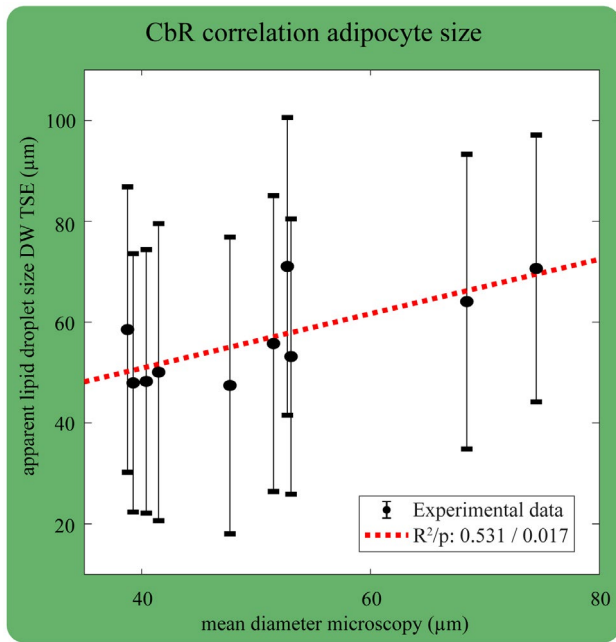 CbR correlation adipocyte size
apparent lipid droplet size DW TSE (μm)
100
80
60
40
20
Experimental data
R²/p: 0.531 / 0.017
40
60
80
mean diameter microscopy (μm)